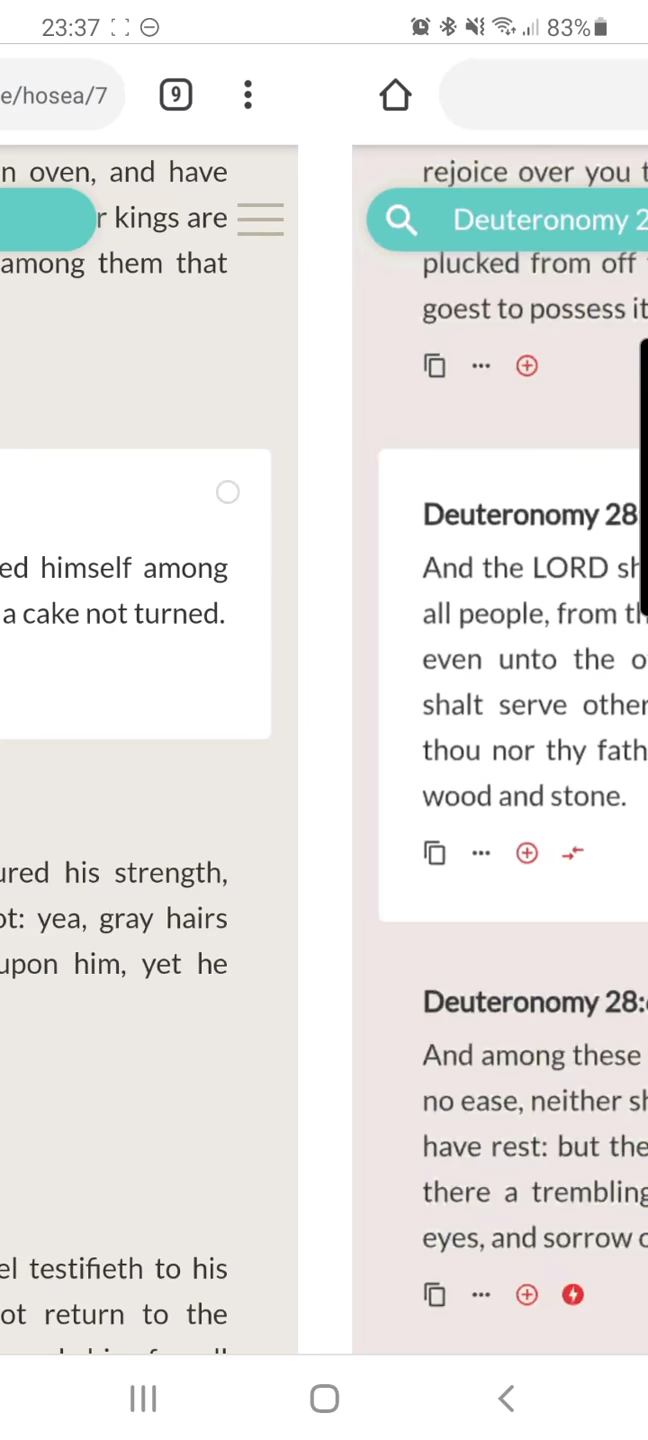 23:37
83%
e/hosea/7
9
n oven, and have
r kings are
among them that
ed himself among
a cake not turned.
ured his strength,
ot: yea, gray hairs
upon him, yet he
el testifieth to his
ot return to the
rejoice over you t
Deuteronomy 2
plucked from off
goest to possess it
Deuteronomy 28
And the LORD sh
all people, from th
even unto the o
shalt serve other
thou nor thy fath
wood and stone.
Deuteronomy 28:
And among these
no ease, neither sh
have rest: but the
there a trembling
eyes, and sorrow o